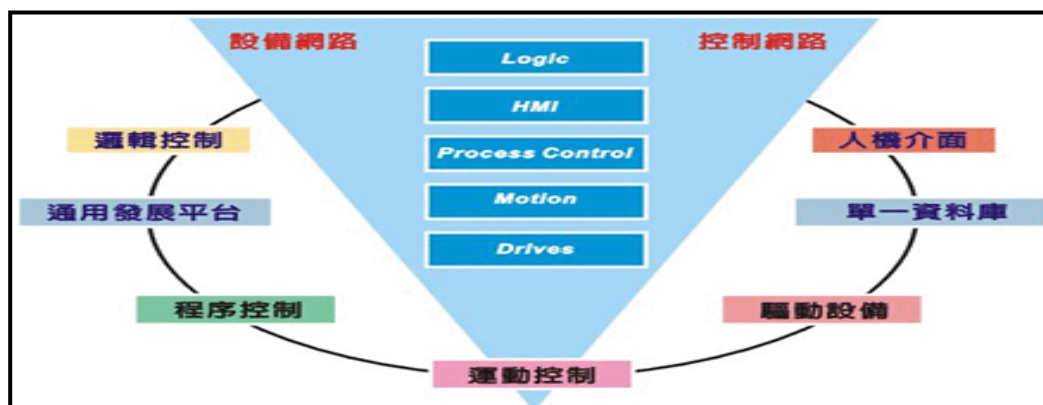 設備網路
控制網路
Logic
HMI
Process Control
Motion
Drives
邏輯控制
人機介面
通用發展平台
單一資料庫
程序控制
驅動設備
運動控制